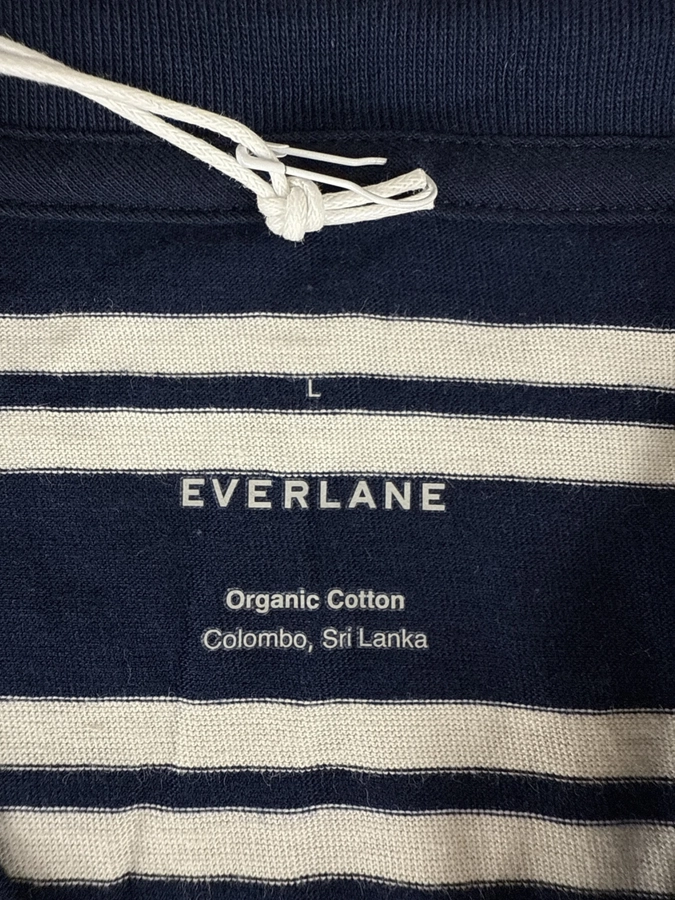 L
EVERLANE
Organic Cotton
Colombo, Sri Lanka